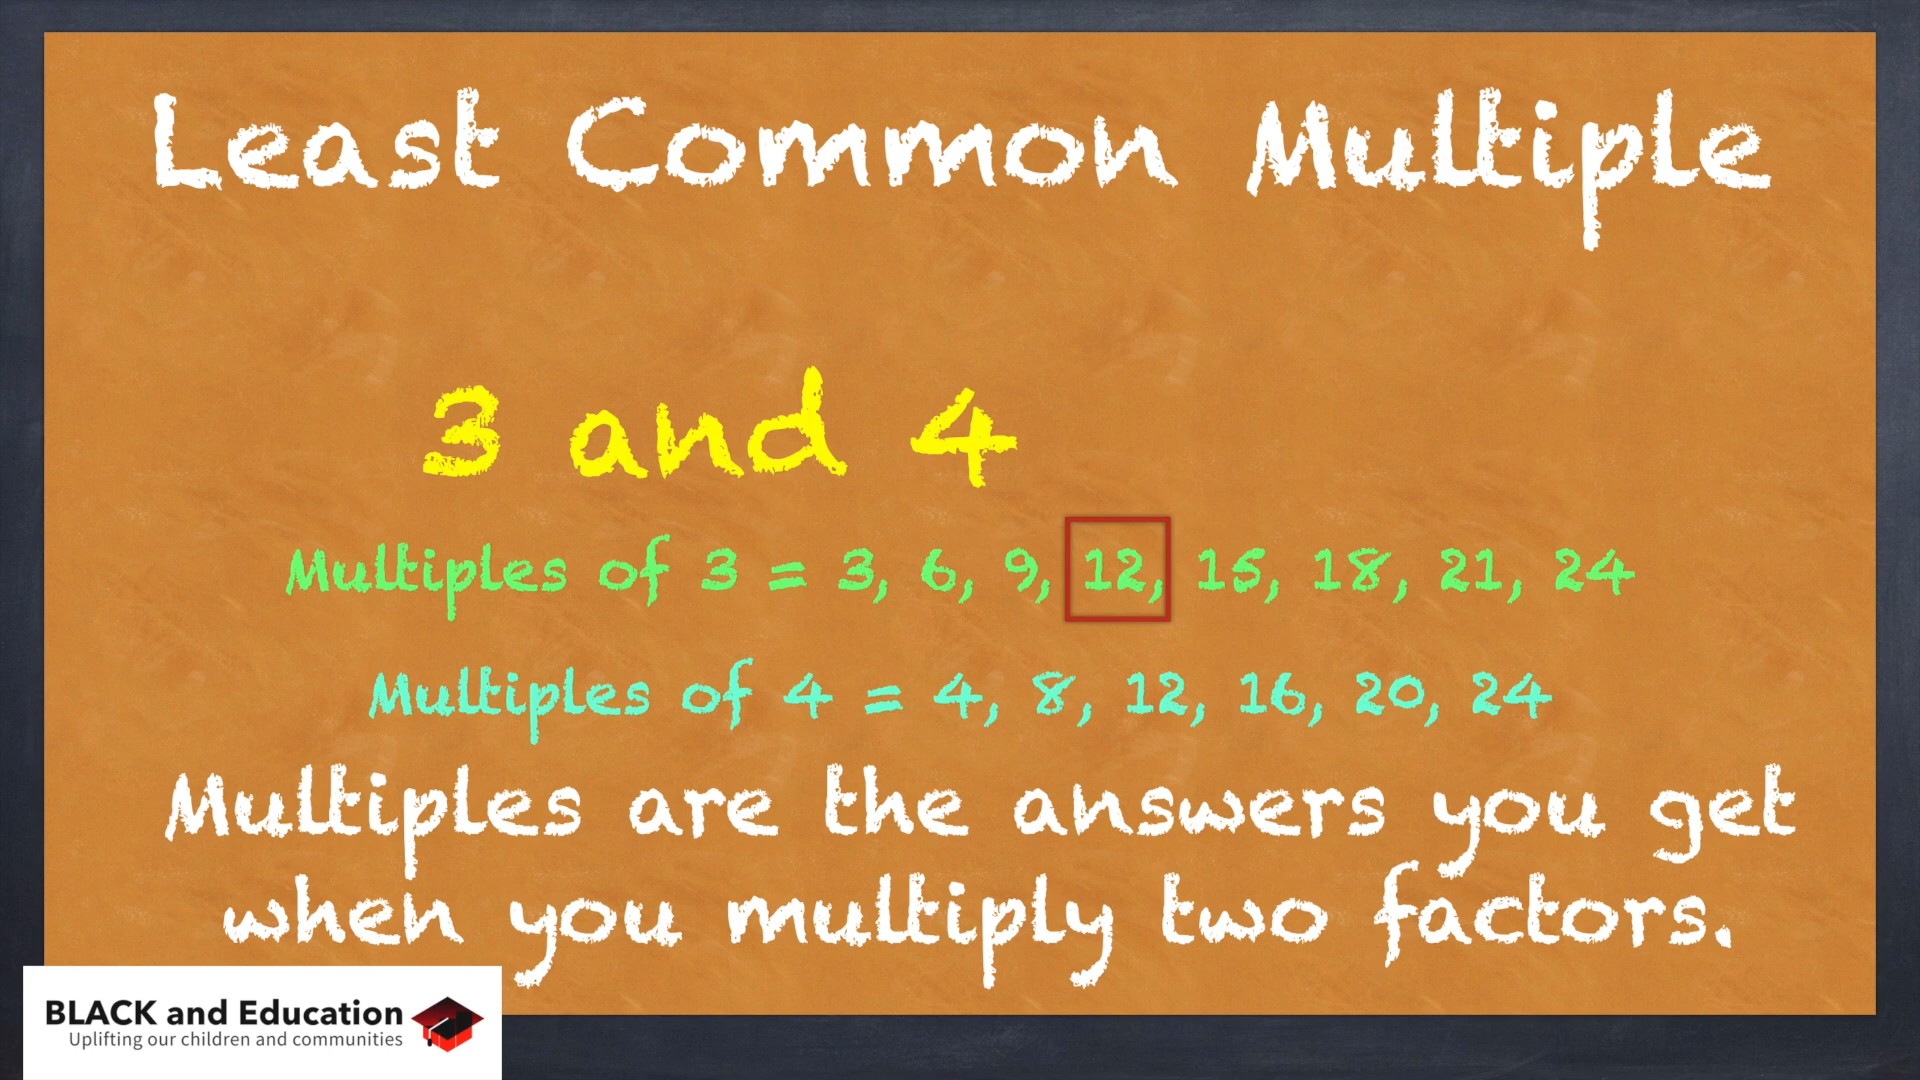 Least Common Multiple
3 and 4
Multiples of 3 = 3, 6, 9, 12, 15, 18, 21, 24
Multiples of 4 = 4, 8, 12, 16, 20, 24
Multiples are the answers you get
when you multiply two factors.
BLACK and Education
Uplifting our children and communities